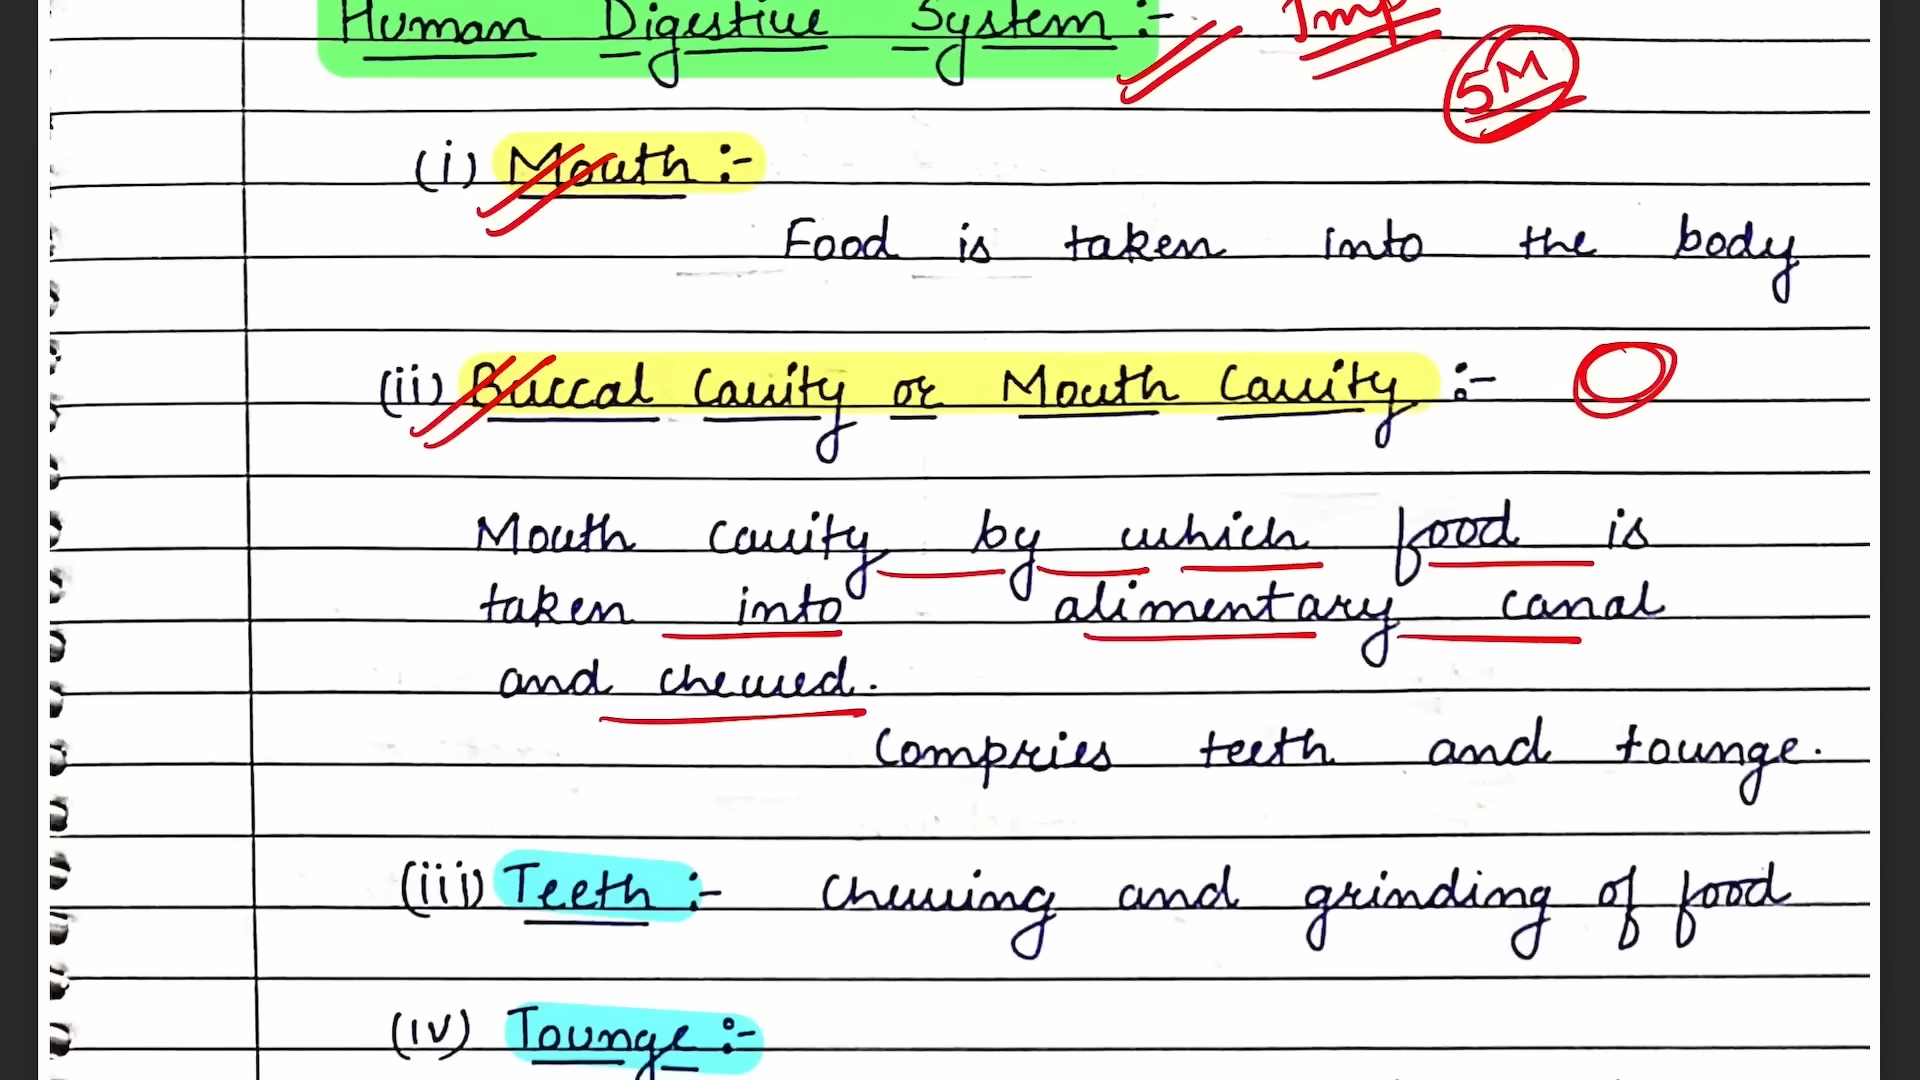 Human Digestive System :-
Imp
5M
(i) Mouth :-
Food is taken into the body
(ii) Buccal Cavity or Mouth Cavity :-
Mouth cavity by which food is
taken into alimentary canal
and chewed.
Compries teeth and tounge.
(iii) Teeth :- Chewing and grinding of food
(iv) Tounge :-